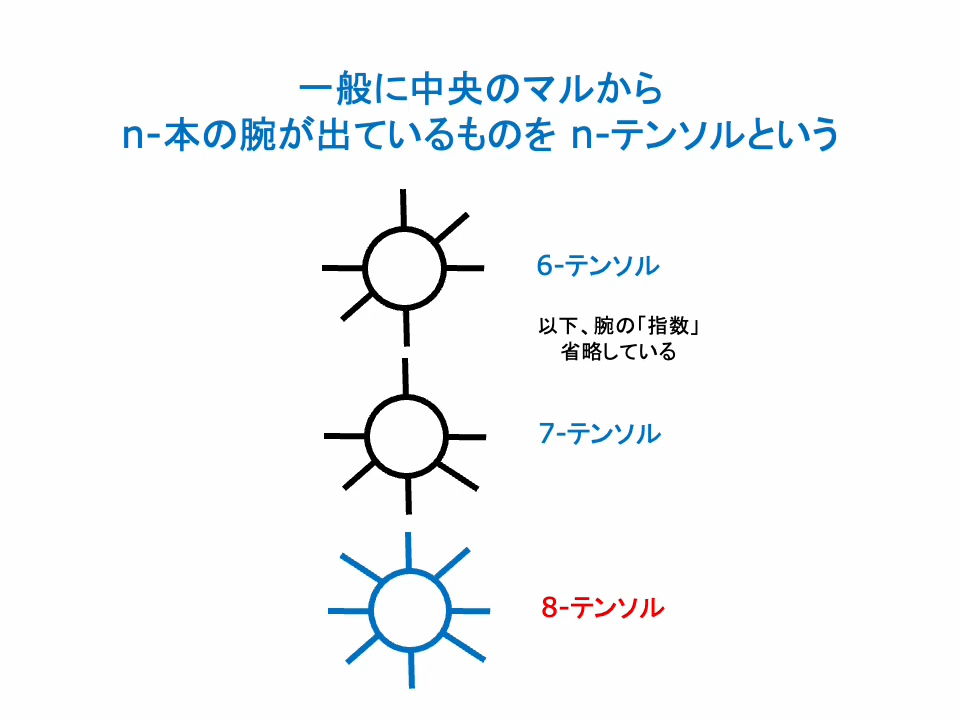 一般に中央のマルから
n-本の腕が出ているものを n-テンソルという
6-テンソル
以下、腕の「指数」
省略している
7-テンソル
8-テンソル